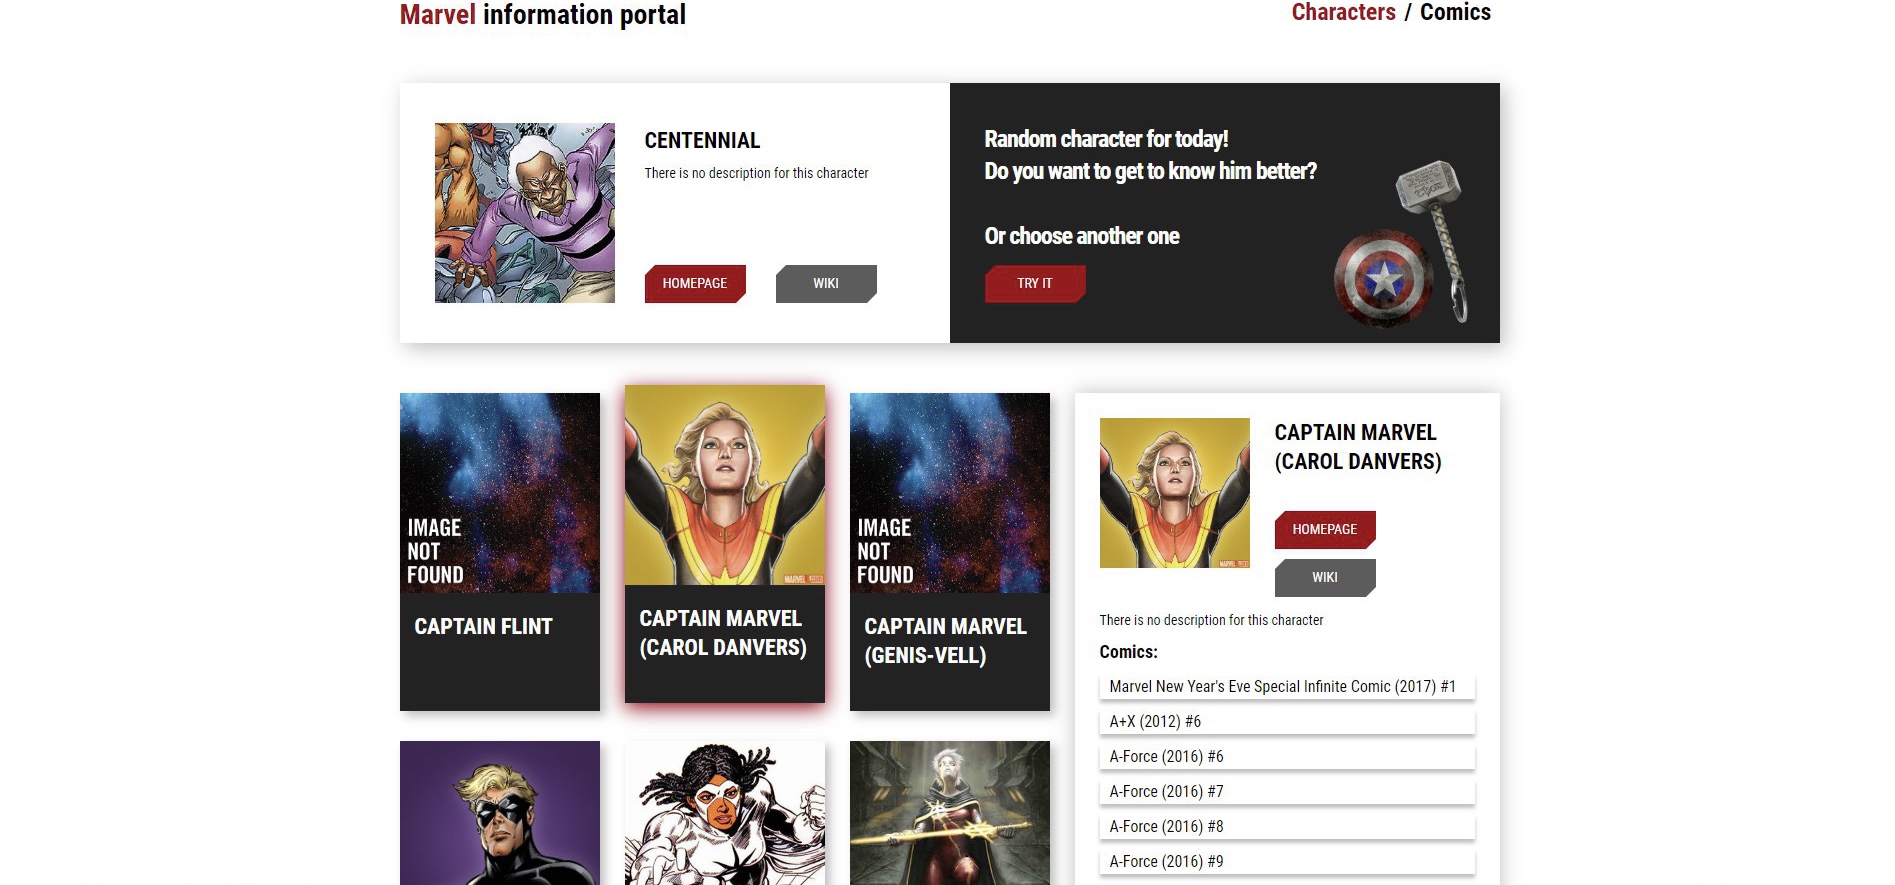 Marvel information portal
Characters / Comics
CENTENNIAL
There is no description for this character
HOMEPAGE
WIKI
Random character for today!
Do you want to get to know him better?
Or choose another one
TRY IT
IMAGE
NOT
FOUND
CAPTAIN FLINT
MARVEL
CAPTAIN MARVEL
(CAROL DANVERS)
IMAGE
NOT
FOUND
CAPTAIN MARVEL
(GENIS-VELL)
CAPTAIN MARVEL
(CAROL DANVERS)
HOMEPAGE
WIKI
There is no description for this character
Comics:
Marvel New Year's Eve Special Infinite Comic (2017) #1
A+X (2012) #6
A-Force (2016) #6
A-Force (2016) #7
A-Force (2016) #8
A-Force (2016) #9